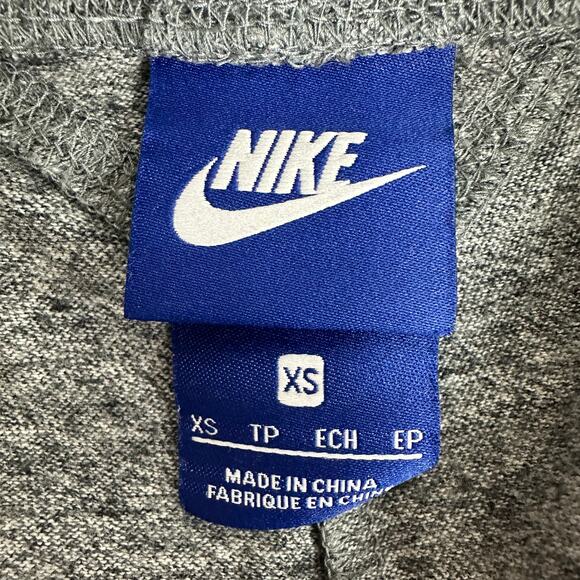 NIKE
XS
XS TP ECH EP
MADE IN CHINA
FABRIQUE EN CHINE